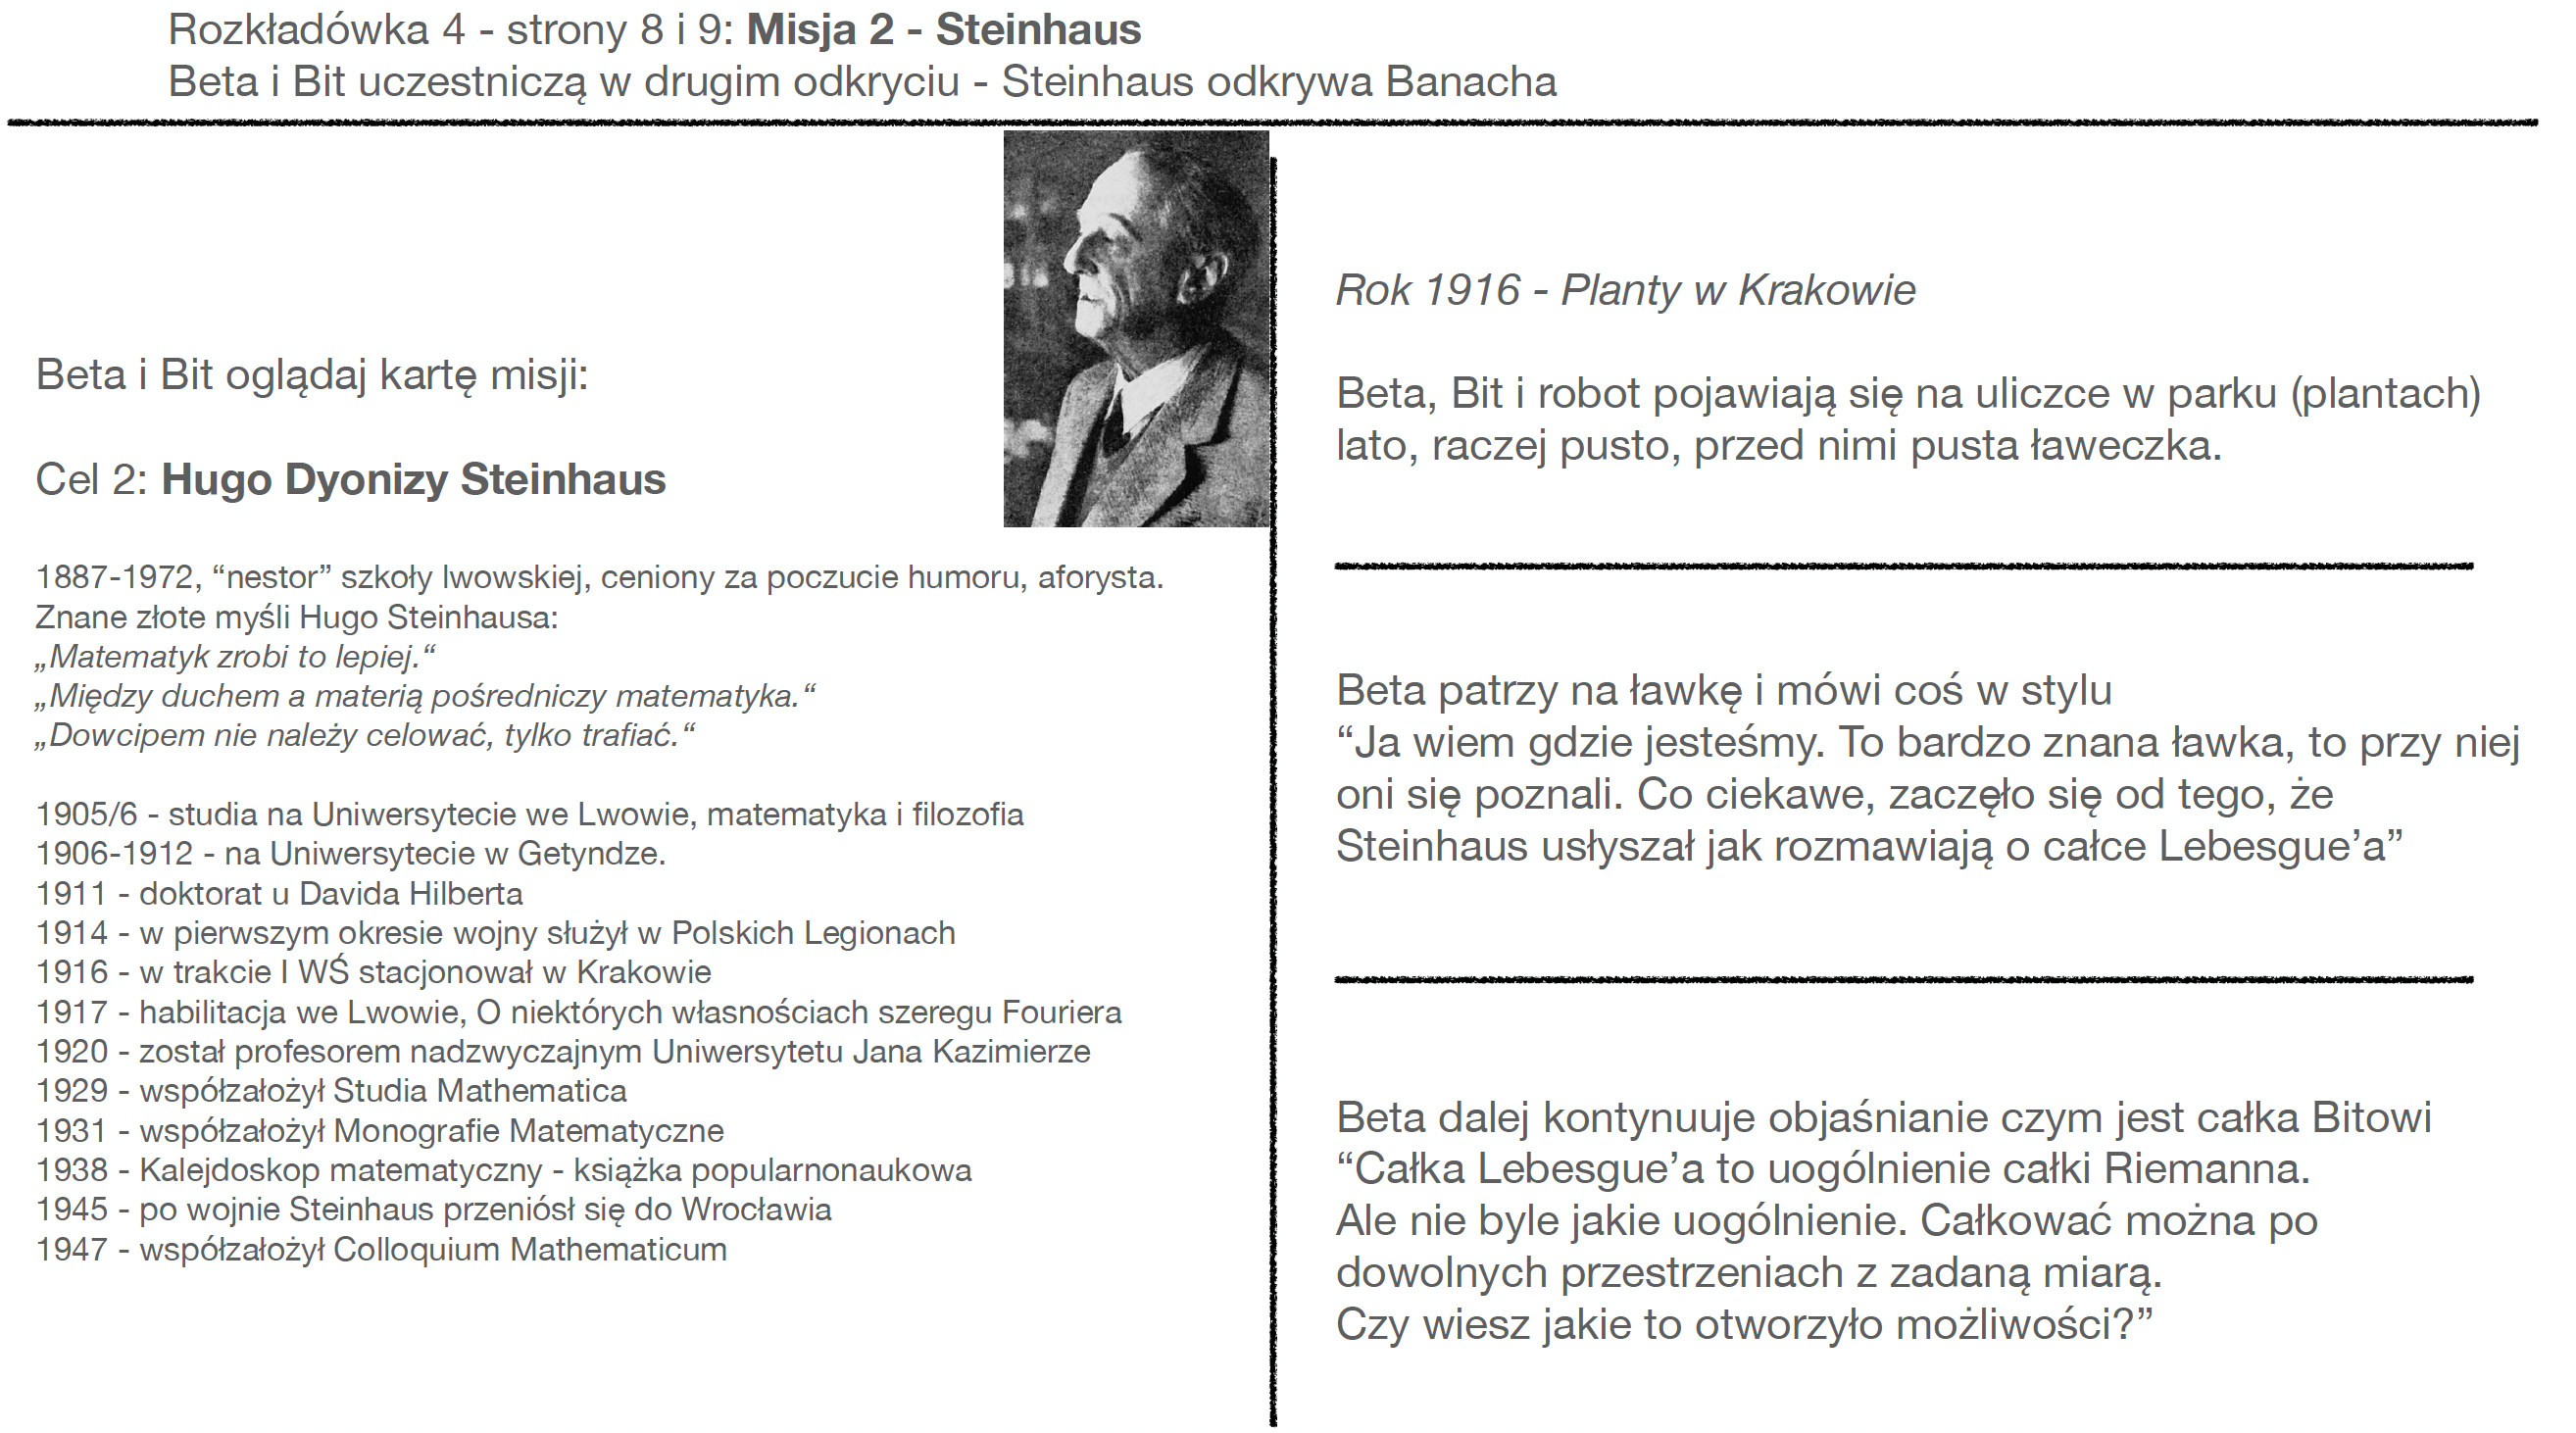 Rozkładówka 4 - strony 8 i 9: Misja 2 - Steinhaus
Beta i Bit uczestniczą w drugim odkryciu - Steinhaus odkrywa Banacha
Beta i Bit oglądaj kartę misji:
Cel 2: Hugo Dyonizy Steinhaus
1887-1972, “nestor” szkoły lwowskiej, ceniony za poczucie humoru, aforysta.
Znane złote myśli Hugo Steinhausa:
„Matematyk zrobi to lepiej.“
„Między duchem a materią pośredniczy matematyka.“
„Dowcipem nie należy celować, tylko trafiać.“
1905/6 - studia na Uniwersytecie we Lwowie, matematyka i filozofia
1906-1912 - na Uniwersytecie w Getyndze.
1911 - doktorat u Davida Hilberta
1914 - w pierwszym okresie wojny służył w Polskich Legionach
1916 - w trakcie I WŚ stacjonował w Krakowie
1917 - habilitacja we Lwowie, O niektórych własnościach szeregu Fouriera
1920 - został profesorem nadzwyczajnym Uniwersytetu Jana Kazimierze
1929 - współzałożył Studia Mathematica
1931 - współzałożył Monografie Matematyczne
1938 - Kalejdoskop matematyczny - książka popularnonaukowa
1945 - po wojnie Steinhaus przeniósł się do Wrocławia
1947 - współzałożył Colloquium Mathematicum
Rok 1916 - Planty w Krakowie
Beta, Bit i robot pojawiają się na uliczce w parku (plantach)
lato, raczej pusto, przed nimi pusta ławeczka.
Beta patrzy na ławkę i mówi coś w stylu
“Ja wiem gdzie jesteśmy. To bardzo znana ławka, to przy niej
oni się poznali. Co ciekawe, zaczęło się od tego, że
Steinhaus usłyszał jak rozmawiają o całce Lebesgue’a”
Beta dalej kontynuuje objaśnianie czym jest całka Bitowi
“Całka Lebesgue’a to uogólnienie całki Riemanna.
Ale nie byle jakie uogólnienie. Całkować można po
dowolnych przestrzeniach z zadaną miarą.
Czy wiesz jakie to otworzyło możliwości?”